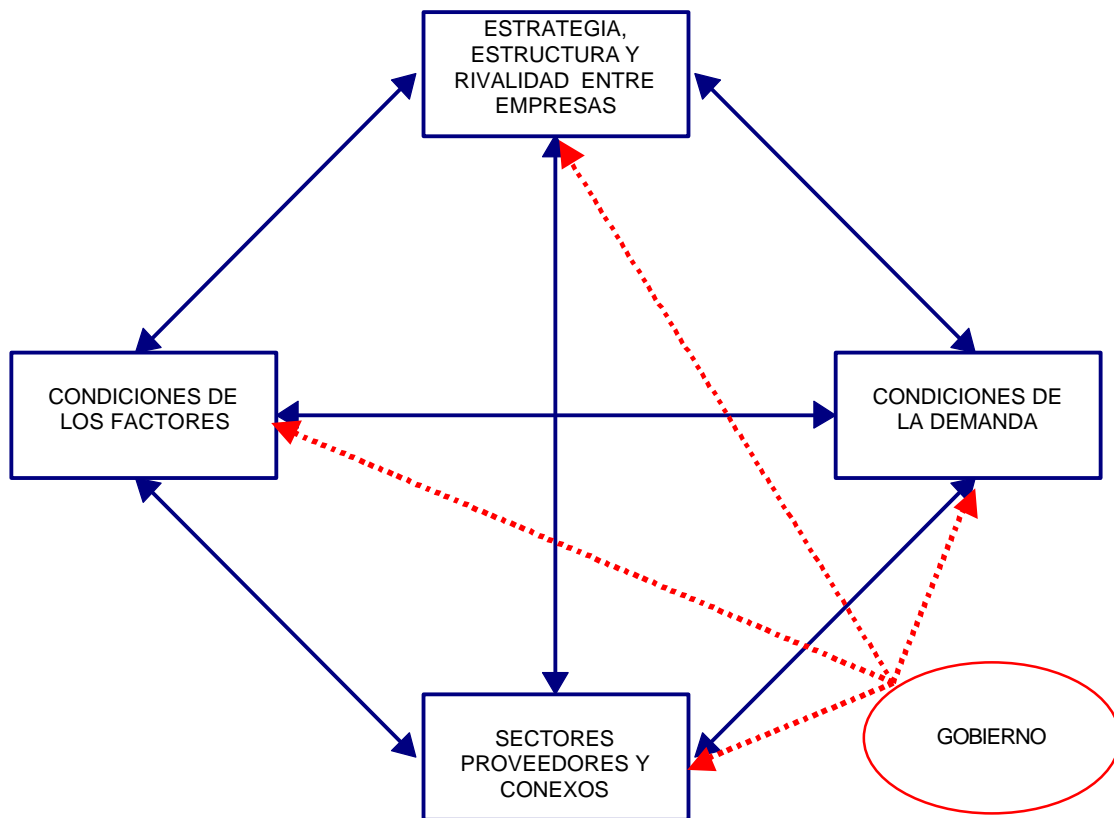 ESTRATEGIA,
ESTRUCTURA Y
RIVALIDAD ENTRE
EMPRESAS
CONDICIONES DE
LOS FACTORES
CONDICIONES DE
LA DEMANDA
SECTORES
PROVEEDORES Y
CONEXOS
GOBIERNO